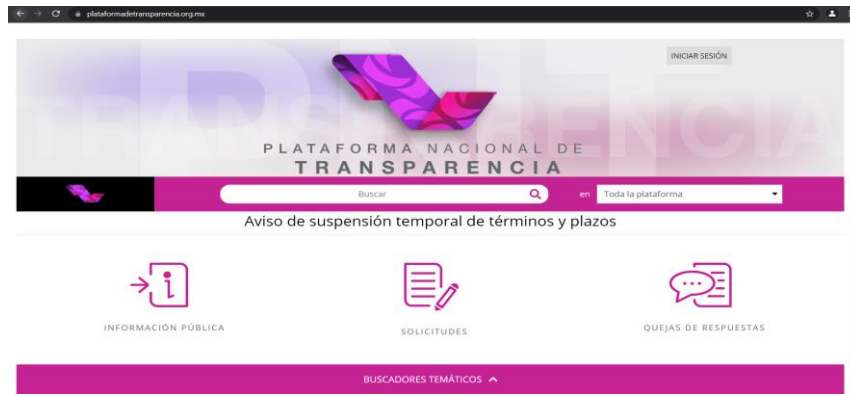 plataformadetransparencia.org.mx
INICIAR SESIÓN
PLATAFORMA NACIONAL DE
TRANSPARENCIA
Buscar
en Toda la plataforma
Aviso de suspensión temporal de términos y plazos
INFORMACIÓN PÚBLICA
SOLICITUDES
QUEJAS DE RESPUESTAS
BUSCADORES TEMÁTICOS